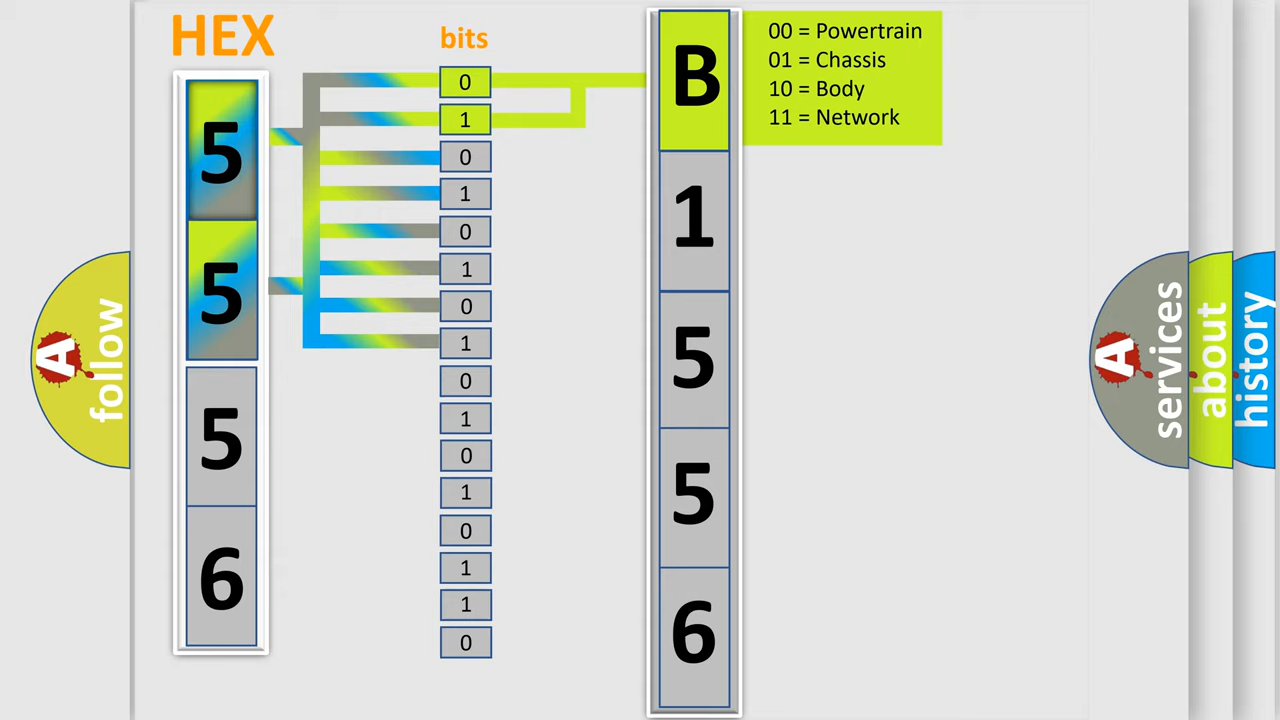 HEX
bits
5
5
5
6
0
1
0
1
0
1
0
1
0
1
0
1
0
1
1
0
B
1
5
5
6
00 = Powertrain
01 = Chassis
10 = Body
11 = Network
A
follow
A
services
about
history